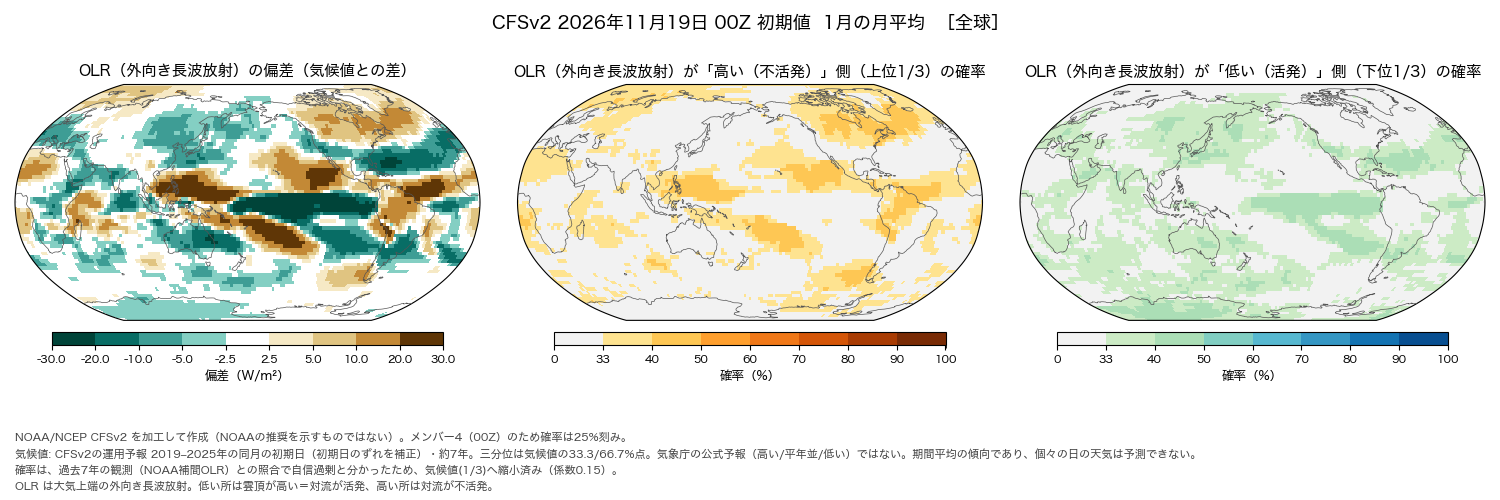 CFSv2 2026年11月19日 00Z 初期値  1月の月平均  ［全球］
OLR（外向き長波放射）の偏差（気候値との差）
OLR（外向き長波放射）が「高い（不活発）」側（上位1/3）の確率
OLR（外向き長波放射）が「低い（活発）」側（下位1/3）の確率
-30.0 -20.0 -10.0 -5.0 -2.5 2.5 5.0 10.0 20.0 30.0
偏差（W/m²）
0 33 40 50 60 70 80 90 100
確率（%）
0 33 40 50 60 70 80 90 100
確率（%）
NOAA/NCEP CFSv2 を加工して作成（NOAAの推奨を示すものではない）。メンバー4（00Z）のため確率は25%刻み。
気候値: CFSv2の運用予報 2019–2025年の同月の初期日（初期日のずれを補正）・約7年。三分位は気候値の33.3/66.7%点。気象庁の公式予報（高い/平年並/低い）ではない。期間平均の傾向であり、個々の日の天気は予測できない。
確率は、過去7年の観測（NOAA補間OLR）との照合で自信過剰と分かったため、気候値(1/3)へ縮小済み（係数0.15）。
OLR は大気上端の外向き長波放射。低い所は雲頂が高い＝対流が活発、高い所は対流が不活発。